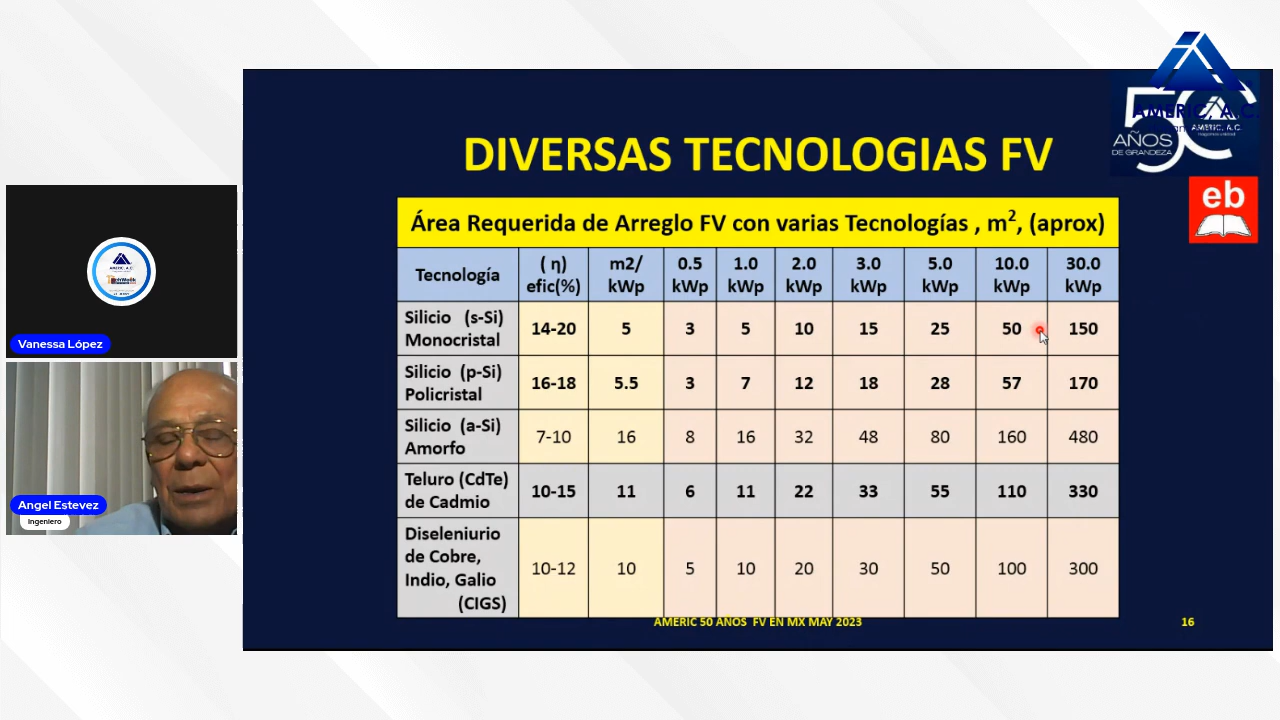 AMERIC, A.C.
AMERIC, A.C.
AÑOS
DE GRANDEZA
eb
DIVERSAS TECNOLOGIAS FV
Área Requerida de Arreglo FV con varias Tecnologías , m2, (aprox)
Tecnología ( η) efic(%) m2/ kWp 0.5 kWp 1.0 kWp 2.0 kWp 3.0 kWp 5.0 kWp 10.0 kWp 30.0 kWp
Silicio (s-Si) Monocristal 14-20 5 3 5 10 15 25 50 150
Silicio (p-Si) Policristal 16-18 5.5 3 7 12 18 28 57 170
Silicio (a-Si) Amorfo 7-10 16 8 16 32 48 80 160 480
Teluro (CdTe) de Cadmio 10-15 11 6 11 22 33 55 110 330
Diseleniurio de Cobre, Indio, Galio (CIGS) 10-12 10 5 10 20 30 50 100 300
AMERIC 50 AÑOS FV EN MX MAY 2023
16
Vanessa López
Angel Estevez
Ingeniero